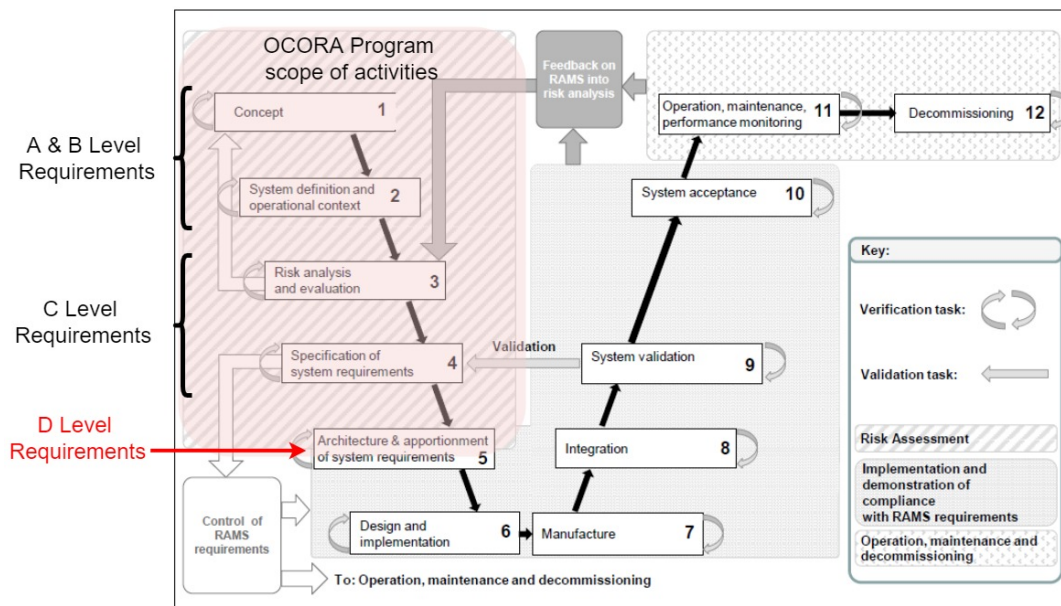 OCORA Program
scope of activities
Feedback on
RAMS into
risk analysis
A & B Level
Requirements
Concept 1
System definition and
operational context 2
C Level
Requirements
Risk analysis
and evaluation 3
Specification of
system requirements 4
D Level
Requirements
Architecture & apportionment
of system requirements 5
Control of
RAMS
requirements
Design and
implementation 6
Manufacture 7
Integration 8
Validation
System validation 9
System acceptance 10
Operation, maintenance,
performance monitoring 11
Decommissioning 12
To: Operation, maintenance and decommissioning
Key:
Verification task:
Validation task:
Risk Assessment
Implementation and
demonstration of
compliance
with RAMS requirements
Operation, maintenance and
decommissioning